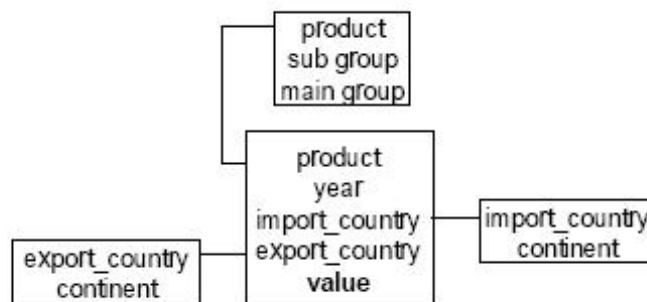 product
sub group
main group
product
year
import_country
export_country
value
import_country
continent
export_country
continent